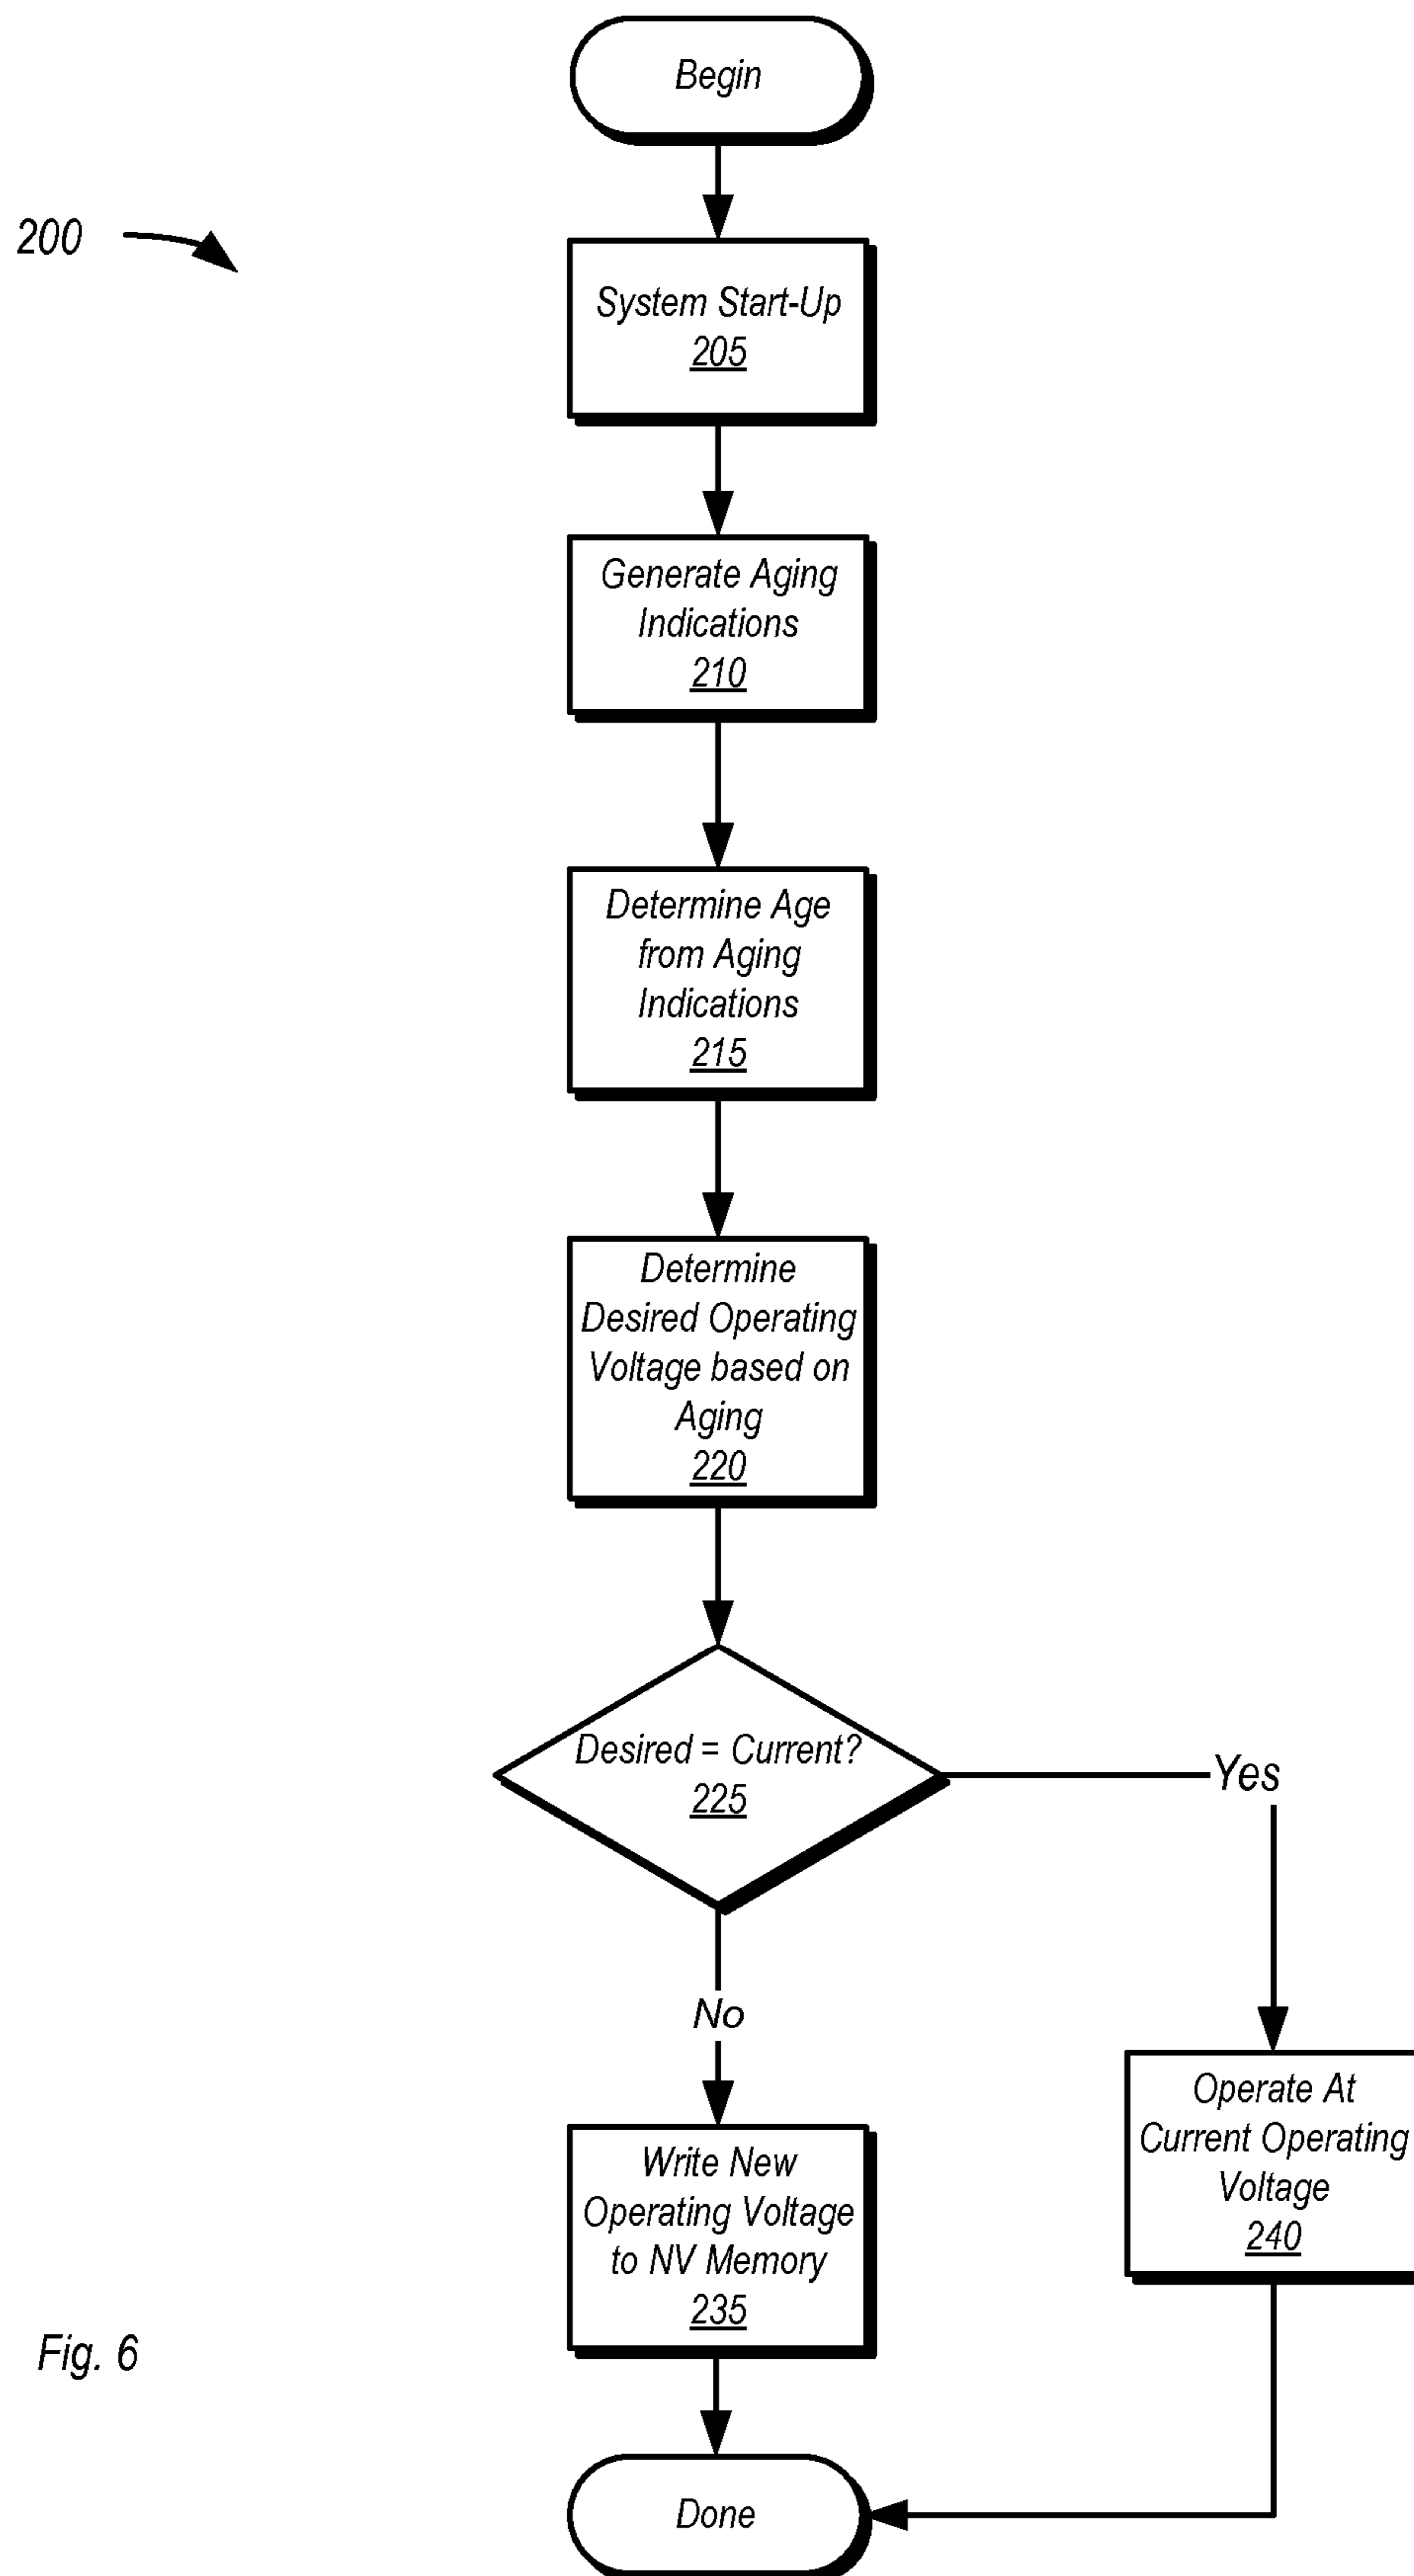 Begin
200
System Start-Up
205
Generate Aging
Indications
210
Determine Age
from Aging
Indications
215
Determine
Desired Operating
Voltage based on
Aging
220
Desired = Current?
225
Yes
No
Operate At
Current Operating
Voltage
240
Write New
Operating Voltage
to NV Memory
235
Fig. 6
Done